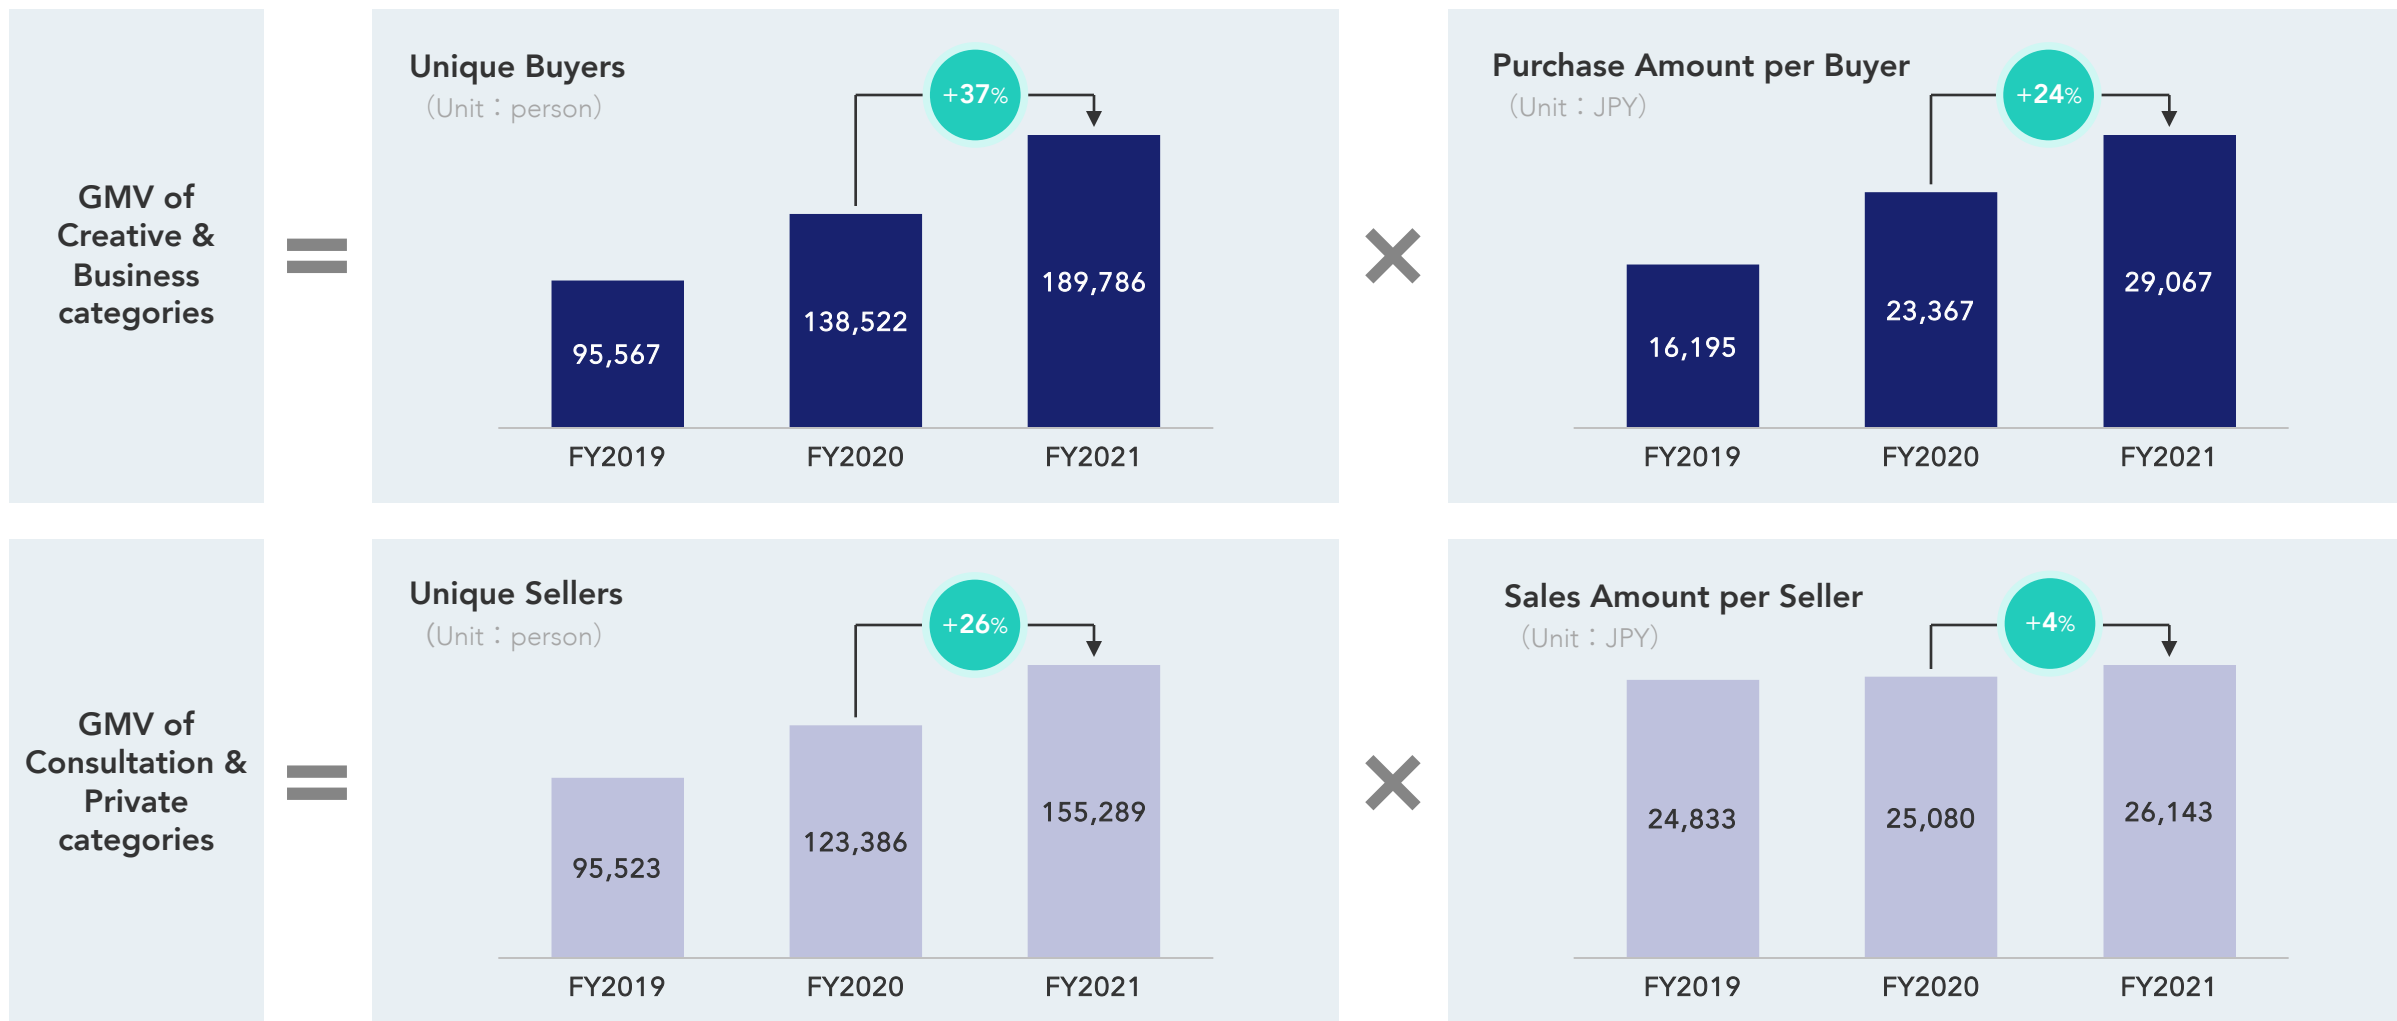 GMV of
Creative &
Business
categories
=
Unique Buyers
（Unit：person）
+37%
95,567
138,522
189,786
FY2019
FY2020
FY2021
×
Purchase Amount per Buyer
（Unit：JPY）
+24%
16,195
23,367
29,067
FY2019
FY2020
FY2021
GMV of
Consultation &
Private
categories
=
Unique Sellers
（Unit：person）
+26%
95,523
123,386
155,289
FY2019
FY2020
FY2021
×
Sales Amount per Seller
（Unit：JPY）
+4%
24,833
25,080
26,143
FY2019
FY2020
FY2021